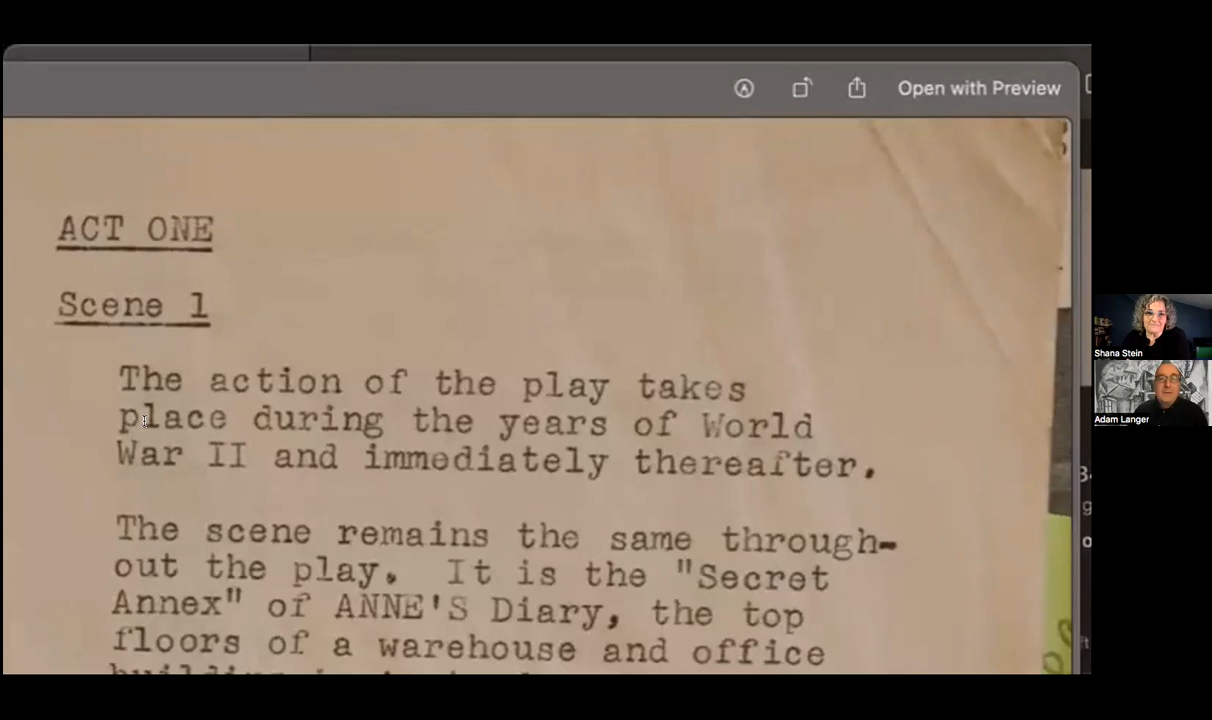 Open with Preview
ACT ONE
Scene 1
The action of the play takes
place during the years of World
War II and immediately thereafter.
The scene remains the same through-
out the play. It is the "Secret
Annex" of ANNE'S Diary, the top
floors of a warehouse and office
building
Shana Stein
Adam Langer